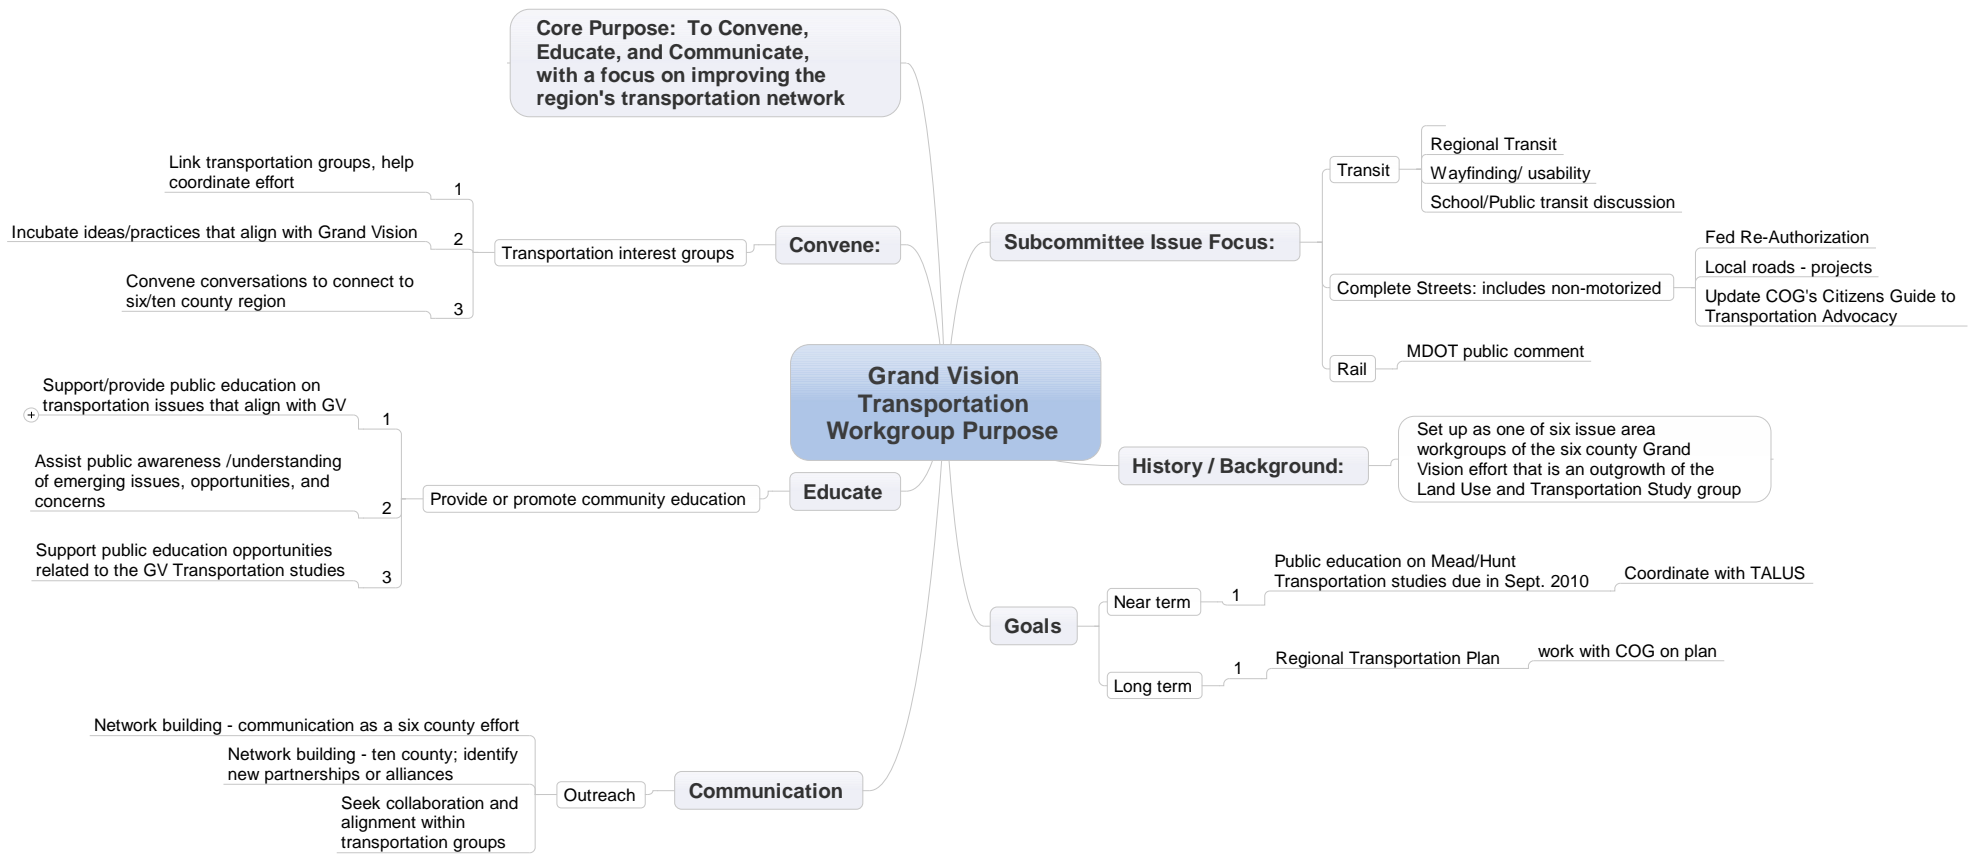 Core Purpose:  To Convene,
Educate, and Communicate,
with a focus on improving the
region's transportation network
Link transportation groups, help
coordinate effort
1
Incubate ideas/practices that align with Grand Vision
2
Convene conversations to connect to
six/ten county region
3
Transportation interest groups
Convene:
Support/provide public education on
transportation issues that align with GV
1
Assist public awareness /understanding
of emerging issues, opportunities, and
concerns
2
Support public education opportunities
related to the GV Transportation studies
3
Provide or promote community education
Educate
Network building - communication as a six county effort
Network building - ten county; identify
new partnerships or alliances
Seek collaboration and
alignment within
transportation groups
Outreach
Communication
Grand Vision
Transportation
Workgroup Purpose
Subcommittee Issue Focus:
Transit
Regional Transit
Wayfinding/ usability
School/Public transit discussion
Complete Streets: includes non-motorized
Fed Re-Authorization
Local roads - projects
Update COG's Citizens Guide to
Transportation Advocacy
Rail
MDOT public comment
History / Background:
Set up as one of six issue area
workgroups of the six county Grand
Vision effort that is an outgrowth of the
Land Use and Transportation Study group
Goals
Near term
1
Public education on Mead/Hunt
Transportation studies due in Sept. 2010
Coordinate with TALUS
Long term
1
Regional Transportation Plan
work with COG on plan